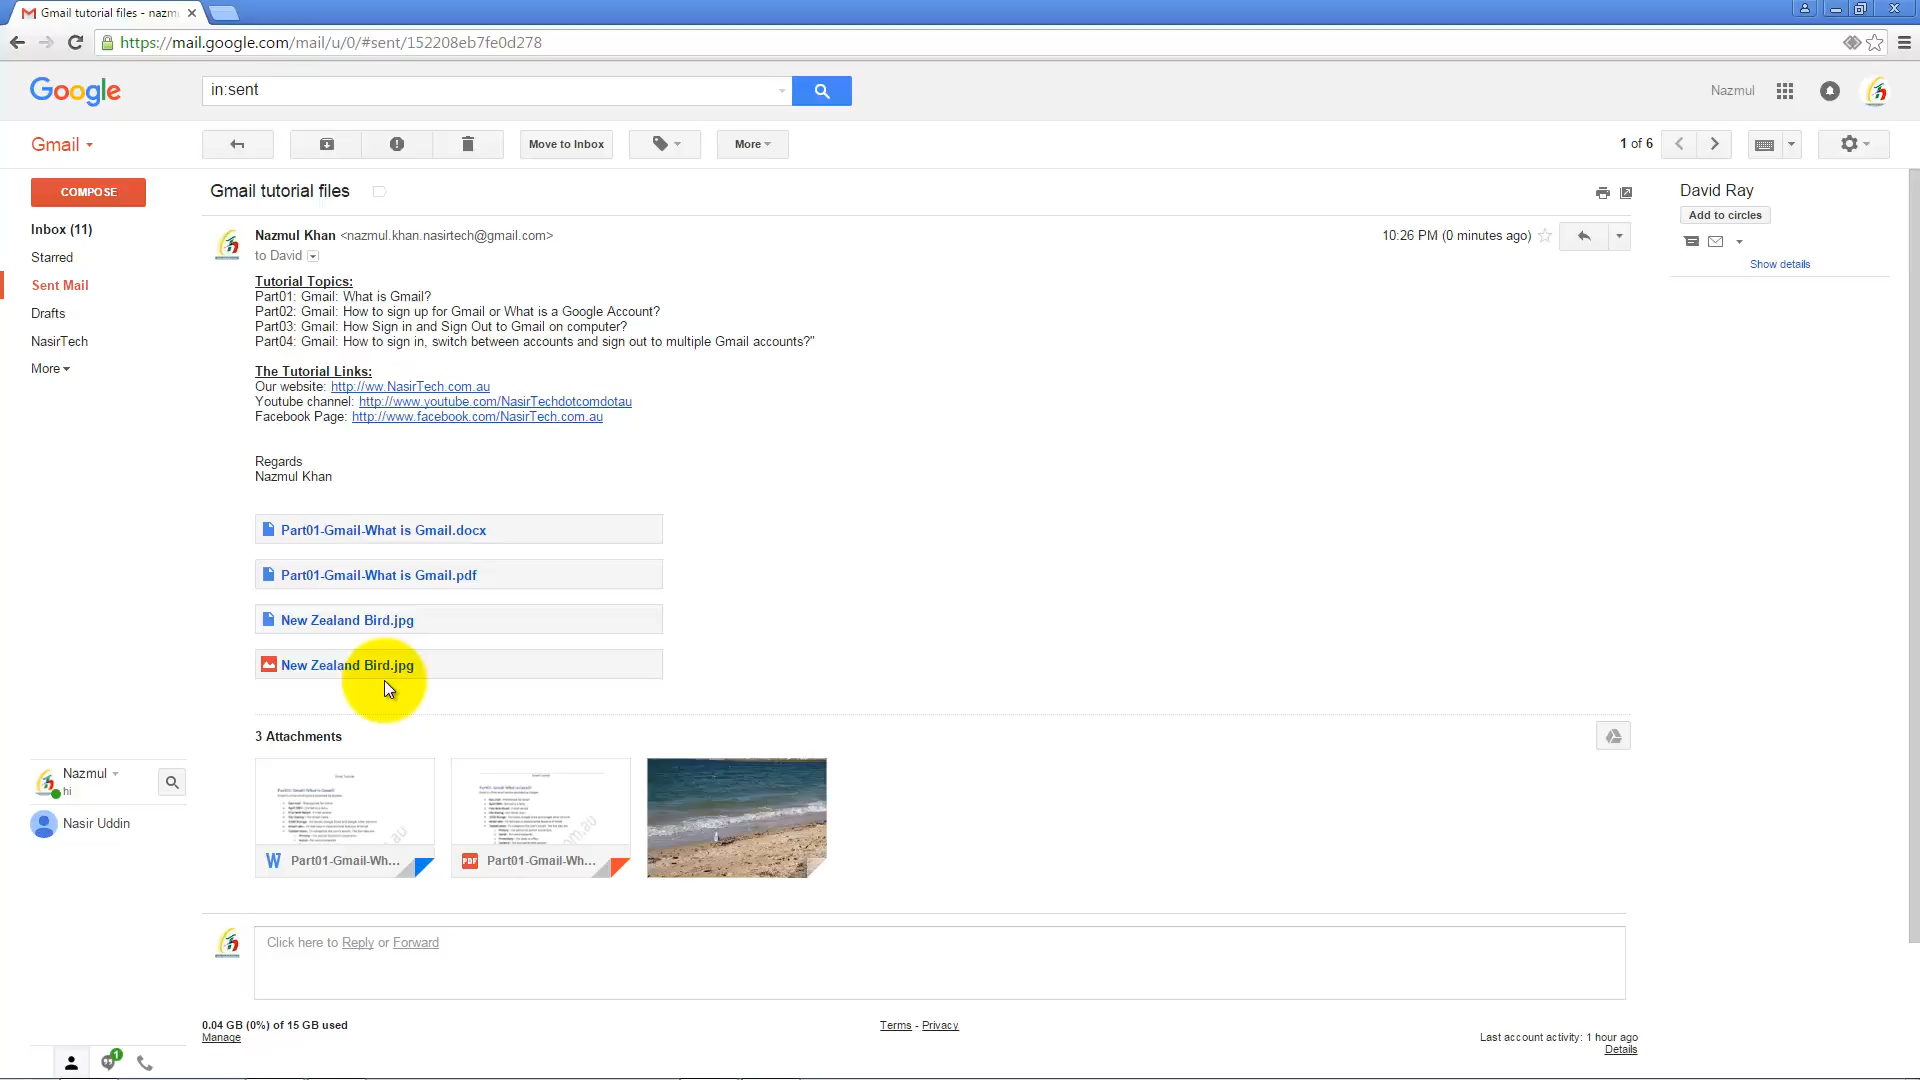 Gmail tutorial files - nazm
https://mail.google.com/mail/u/0/#sent/152208eb7fe0d278
Google
in:sent
Nazmul
Gmail
Move to Inbox
More
1 of 6
COMPOSE
Inbox (11)
Starred
Sent Mail
Drafts
NasirTech
More
Gmail tutorial files
Nazmul Khan <nazmul.khan.nasirtech@gmail.com>
10:26 PM (0 minutes ago)
to David
Tutorial Topics:
Part01: Gmail: What is Gmail?
Part02: Gmail: How to sign up for Gmail or What is a Google Account?
Part03: Gmail: How Sign in and Sign Out to Gmail on computer?
Part04: Gmail: How to sign in, switch between accounts and sign out to multiple Gmail accounts?"
The Tutorial Links:
Our website: http://ww.NasirTech.com.au
Youtube channel: http://www.youtube.com/NasirTechdotcomdotau
Facebook Page: http://www.facebook.com/NasirTech.com.au
Regards
Nazmul Khan
Part01-Gmail-What is Gmail.docx
Part01-Gmail-What is Gmail.pdf
New Zealand Bird.jpg
New Zealand Bird.jpg
3 Attachments
W Part01-Gmail-Wh...
PDF Part01-Gmail-Wh...
Click here to Reply or Forward
David Ray
Add to circles
Show details
Nazmul
hi
Nasir Uddin
1
0.04 GB (0%) of 15 GB used
Manage
Terms - Privacy
Last account activity: 1 hour ago
Details